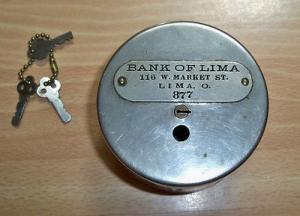 BANK OF LIMA
116 W. MARKET ST.
LIMA, O.
877